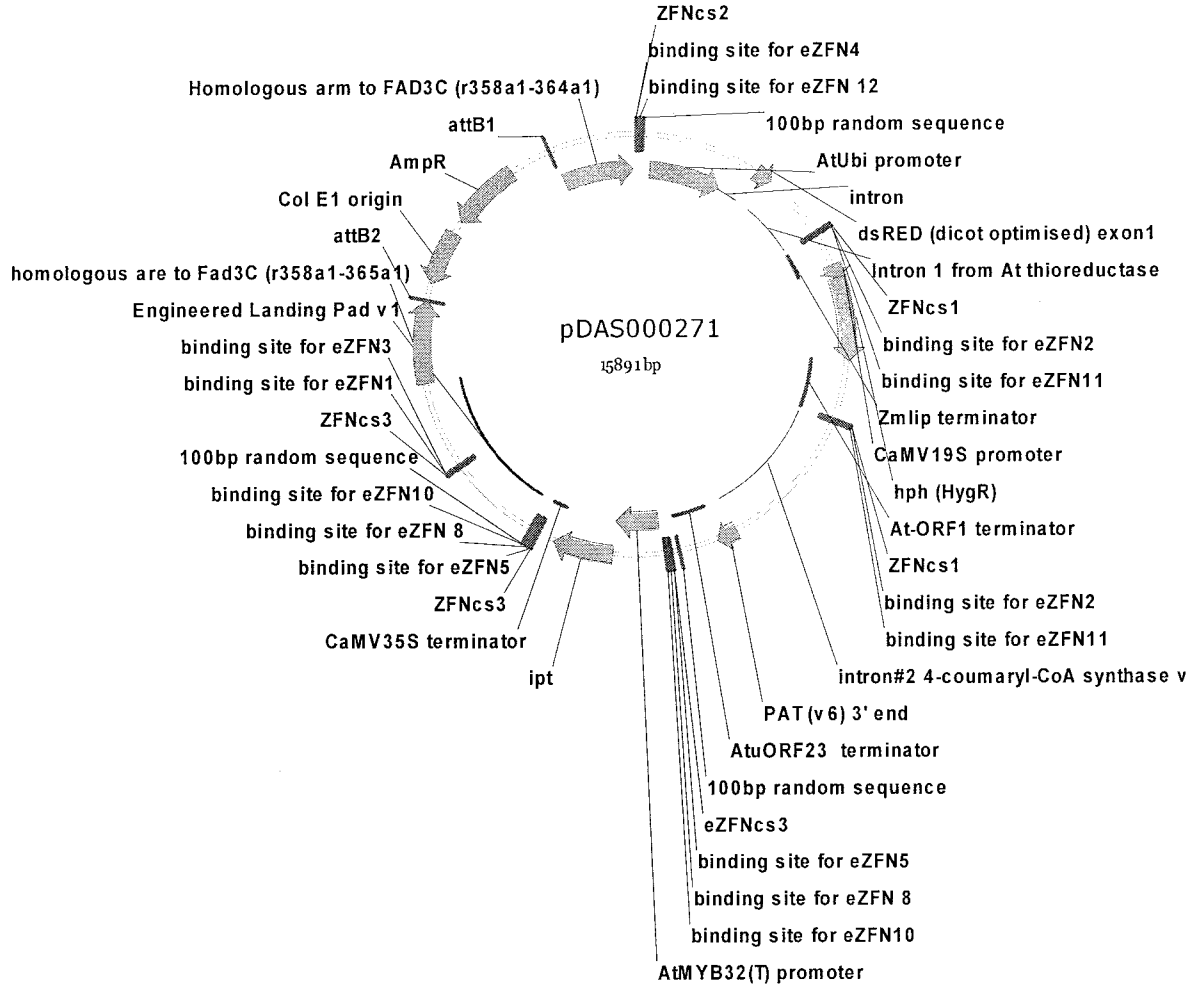 ZFNcs2
binding site for eZFN4
binding site for eZFN 12
100bp random sequence
AtUbi promoter
intron
dsRED (dicot optimised) exon1
Intron 1 from At thioreductase
ZFNcs1
binding site for eZFN2
binding site for eZFN11
Zmlip terminator
CaMV19S promoter
hph (HygR)
At-ORF1 terminator
ZFNcs1
binding site for eZFN2
binding site for eZFN11
intron#2 4-coumaryl-CoA synthase v
PAT (v6) 3' end
AtuORF23 terminator
100bp random sequence
eZFNcs3
binding site for eZFN5
binding site for eZFN 8
binding site for eZFN10
AtMYB32(T) promoter
Homologous arm to FAD3C (r358a1-364a1)
attB1
AmpR
Col E1 origin
attB2
homologous are to Fad3C (r358a1-365a1)
Engineered Landing Pad v1
binding site for eZFN3
binding site for eZFN1
ZFNcs3
100bp random sequence
binding site for eZFN10
binding site for eZFN 8
binding site for eZFN5
ZFNcs3
CaMV35S terminator
ipt
pDAS000271
15891bp